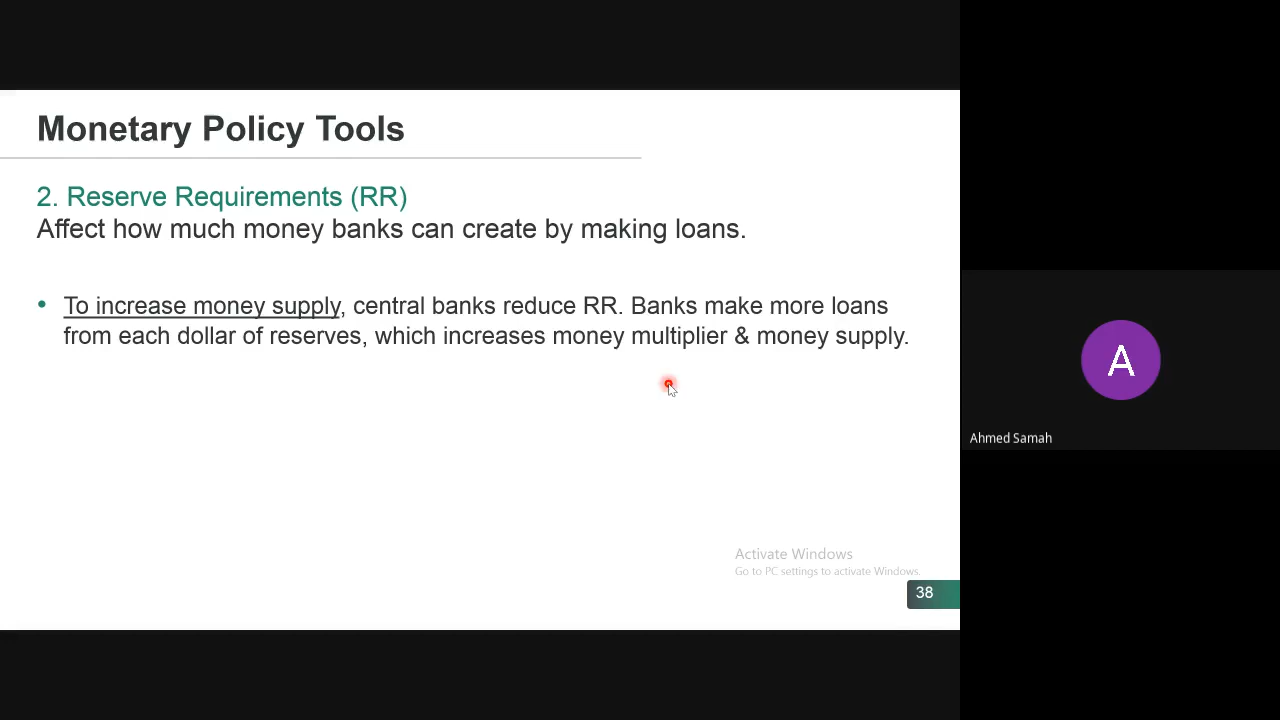 Monetary Policy Tools
2. Reserve Requirements (RR)
Affect how much money banks can create by making loans.
• To increase money supply, central banks reduce RR. Banks make more loans
from each dollar of reserves, which increases money multiplier & money supply.
A
Ahmed Samah
Activate Windows
Go to PC settings to activate Windows.
38